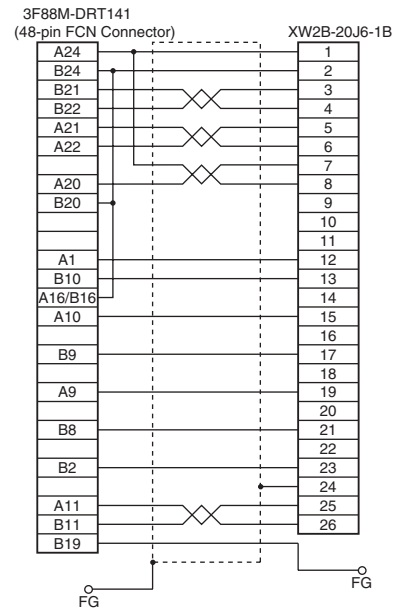 3F88M-DRT141
(48-pin FCN Connector) XW2B-20J6-1B
A24 1
B24 2
B21 3
B22 4
A21 5
A22 6
7
A20 8
B20 9
10
11
A1 12
B10 13
A16/B16 14
A10 15
16
B9 17
18
A9 19
20
B8 21
22
B2 23
24
A11 25
B11 26
B19
FG
FG